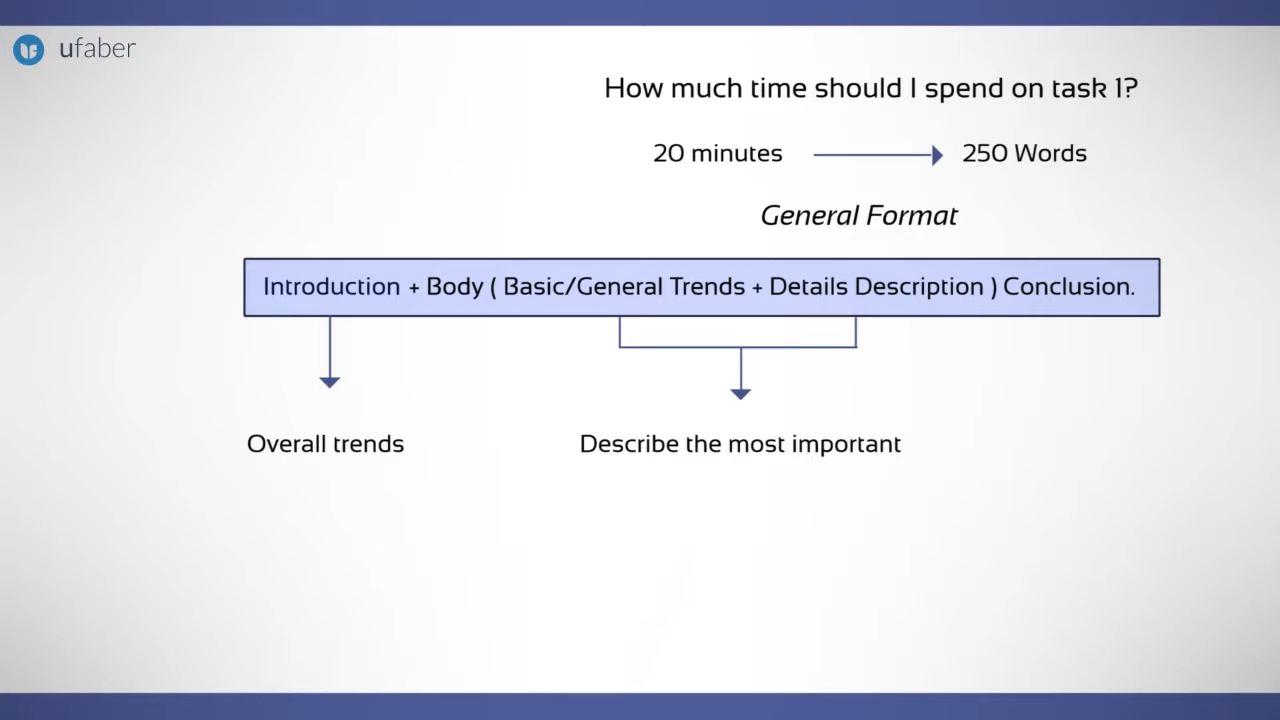 ufaber
How much time should I spend on task 1?
20 minutes 250 Words
General Format
Introduction + Body ( Basic/General Trends + Details Description ) Conclusion.
Overall trends
Describe the most important